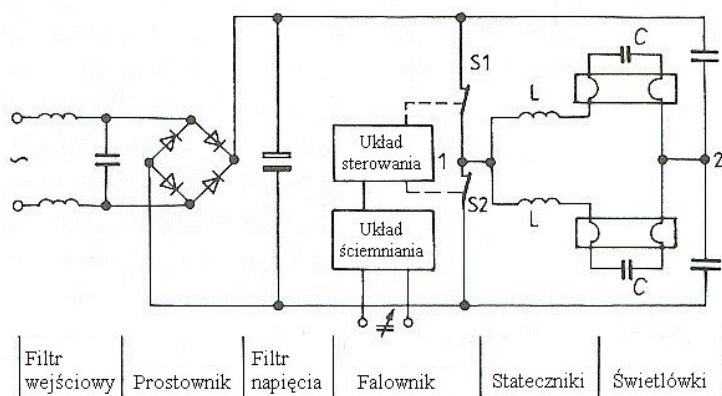 C
S1
L
Układ
sterowania
1
2
~
S2
Układ
ściemniania
L
C
Filtr
wejściowy
Prostownik
Filtr
napięcia
Falownik
Stateczniki
Świetlówki